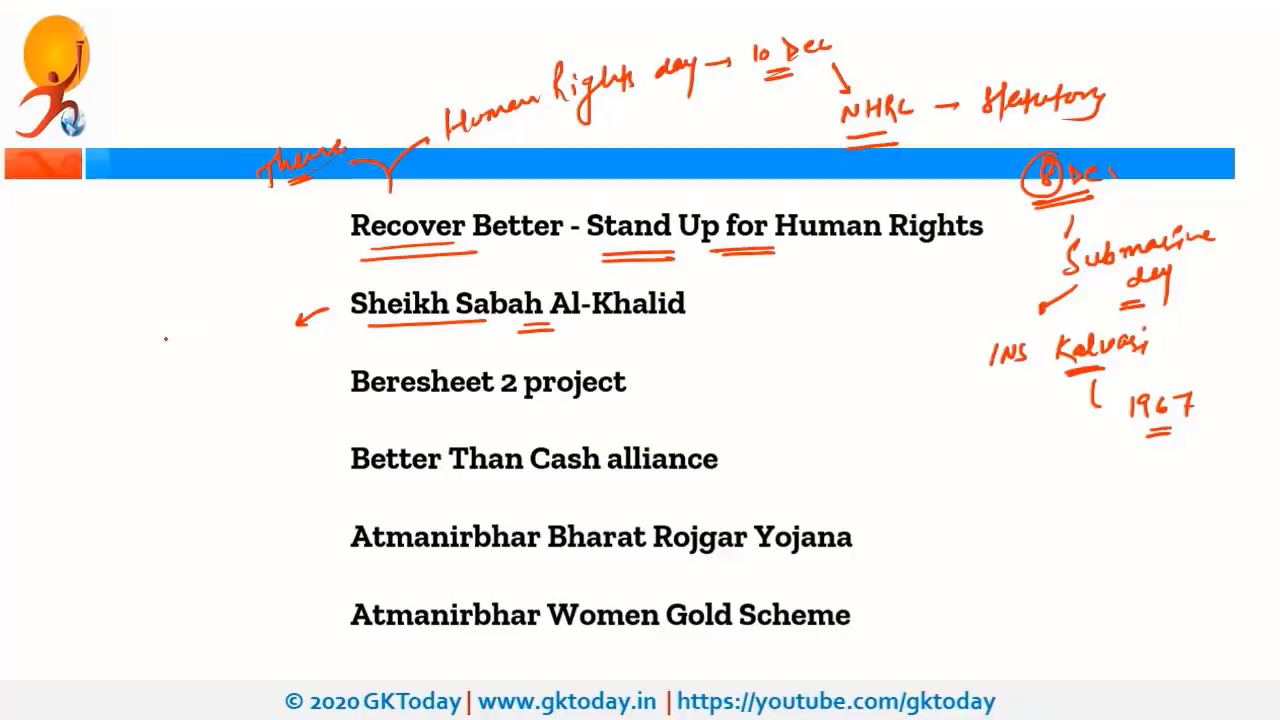 Human Rights day → 10 Dec
NHRC - Statutory
Theme
8 Dec
Recover Better - Stand Up for Human Rights
Submarine
day
Sheikh Sabah Al-Khalid
INS Kalvari
1967
Beresheet 2 project
Better Than Cash alliance
Atmanirbhar Bharat Rojgar Yojana
Atmanirbhar Women Gold Scheme
© 2020 GKToday | www.gktoday.in | https://youtube.com/gktoday